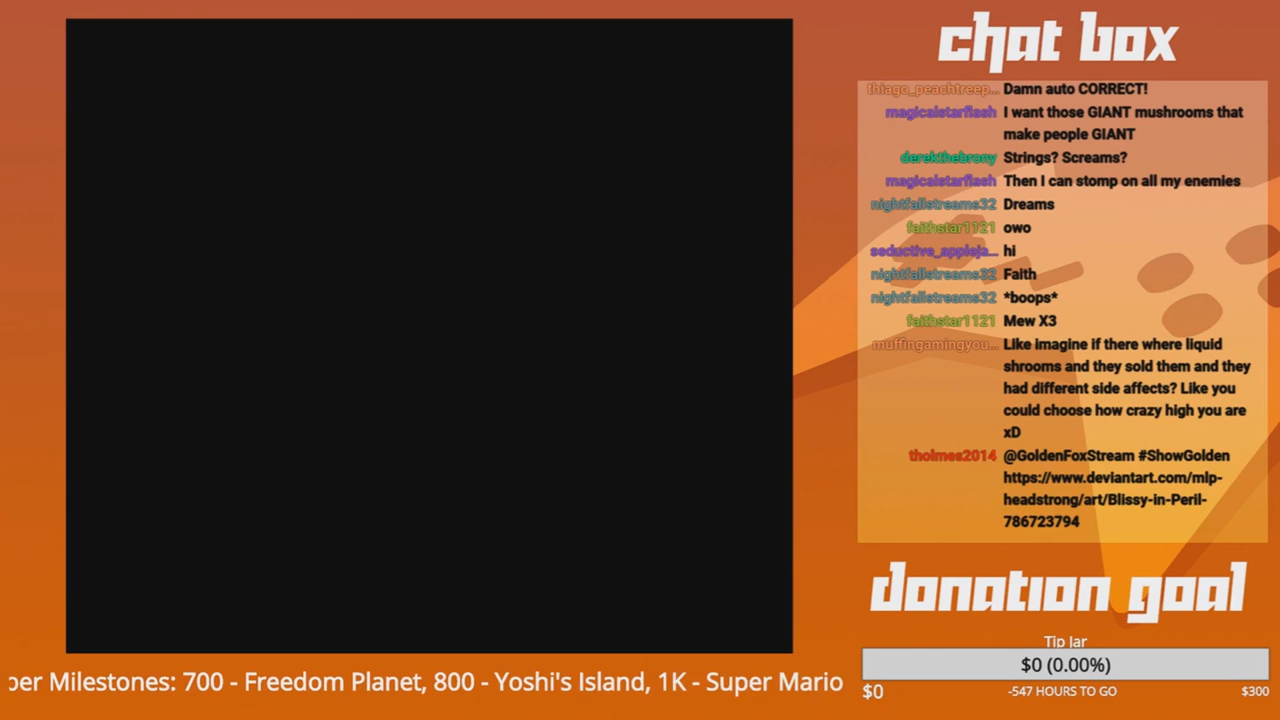 chat box
thiago_peachtreep... Damn auto CORRECT!
magicalstarflash I want those GIANT mushrooms that
make people GIANT
derekthebrony Strings? Screams?
magicalstarflash Then I can stomp on all my enemies
nightfallstreams32 Dreams
faithstar1121 owo
seductive_appleja... hi
nightfallstreams32 Faith
nightfallstreams32 *boops*
faithstar1121 Mew X3
muffingamingyou... Like imagine if there where liquid
shrooms and they sold them and they
had different side affects? Like you
could choose how crazy high you are
xD
tholmes2014 @GoldenFoxStream #ShowGolden
https://www.deviantart.com/mlp-
headstrong/art/Blissy-in-Peril-
786723794
donation goal
Tip Jar
$0 (0.00%)
$0 -547 HOURS TO GO $300
per Milestones: 700 - Freedom Planet, 800 - Yoshi's Island, 1K - Super Mario